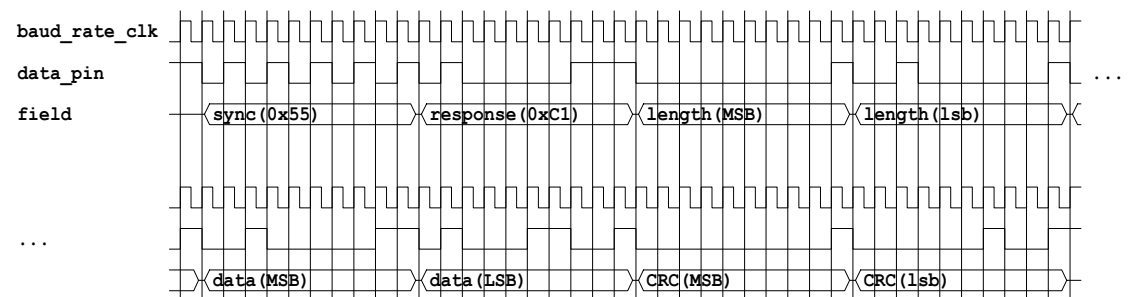 baud_rate_clk
data_pin ...
field sync(0x55) response(0xC1) length(MSB) length(lsb)
...
data(MSB) data(LSB) CRC(MSB) CRC(lsb)